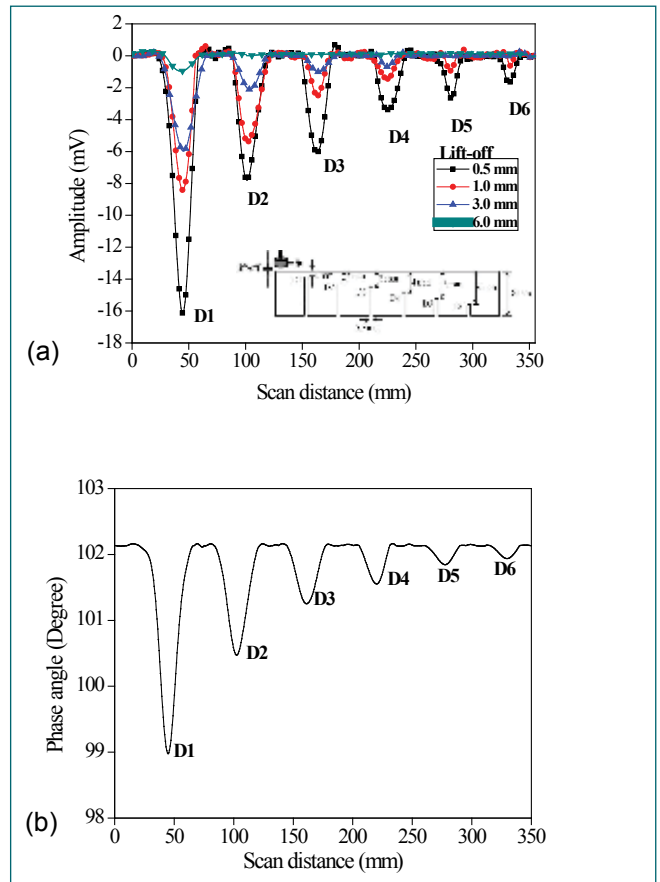 2
0
-2
-4
-6
-8
-10
-12
-14
-16
-18
Amplitude (mV)
D1
D2
D3
D4
D5
D6
Lift-off
0.5 mm
1.0 mm
3.0 mm
6.0 mm
0 50 100 150 200 250 300 350
Scan distance (mm)
(a)
103
102
101
100
99
98
Phase angle (Degree)
D1
D2
D3
D4
D5
D6
0 50 100 150 200 250 300 350
Scan distance (mm)
(b)